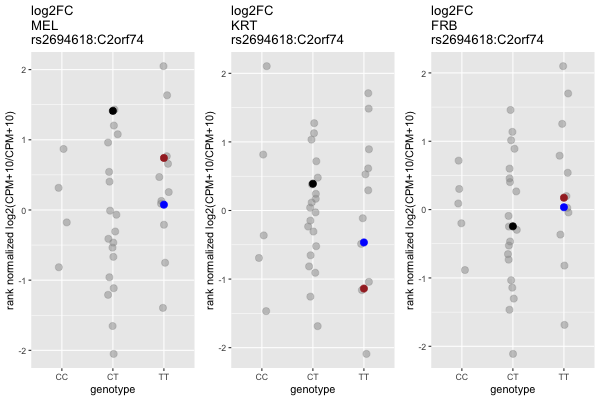 log2FC
MEL
rs2694618:C2orf74
rank normalized log2(CPM+10/CPM+10)
2
1
0
-1
-2
CC
CT
TT
genotype
log2FC
KRT
rs2694618:C2orf74
rank normalized log2(CPM+10/CPM+10)
2
1
0
-1
-2
CC
CT
TT
genotype
log2FC
FRB
rs2694618:C2orf74
rank normalized log2(CPM+10/CPM+10)
2
1
0
-1
-2
CC
CT
TT
genotype